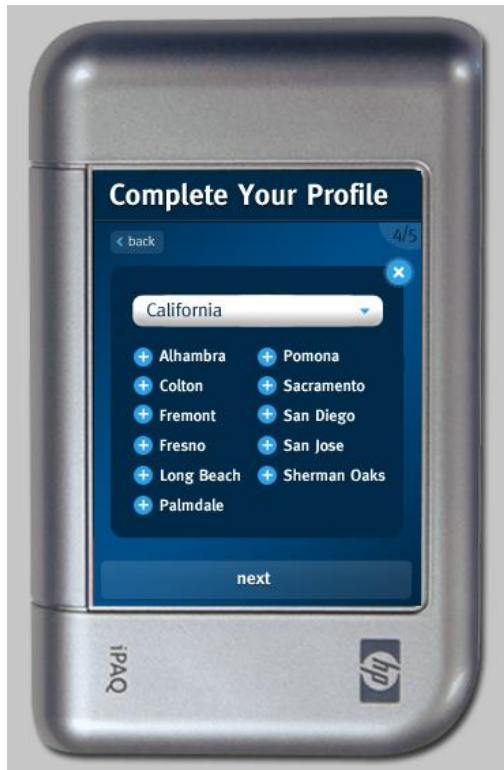 Complete Your Profile
back
4/5
California
Alhambra
Pomona
Colton
Sacramento
Fremont
San Diego
Fresno
San Jose
Long Beach
Sherman Oaks
Palmdale
next
iPAQ
hp